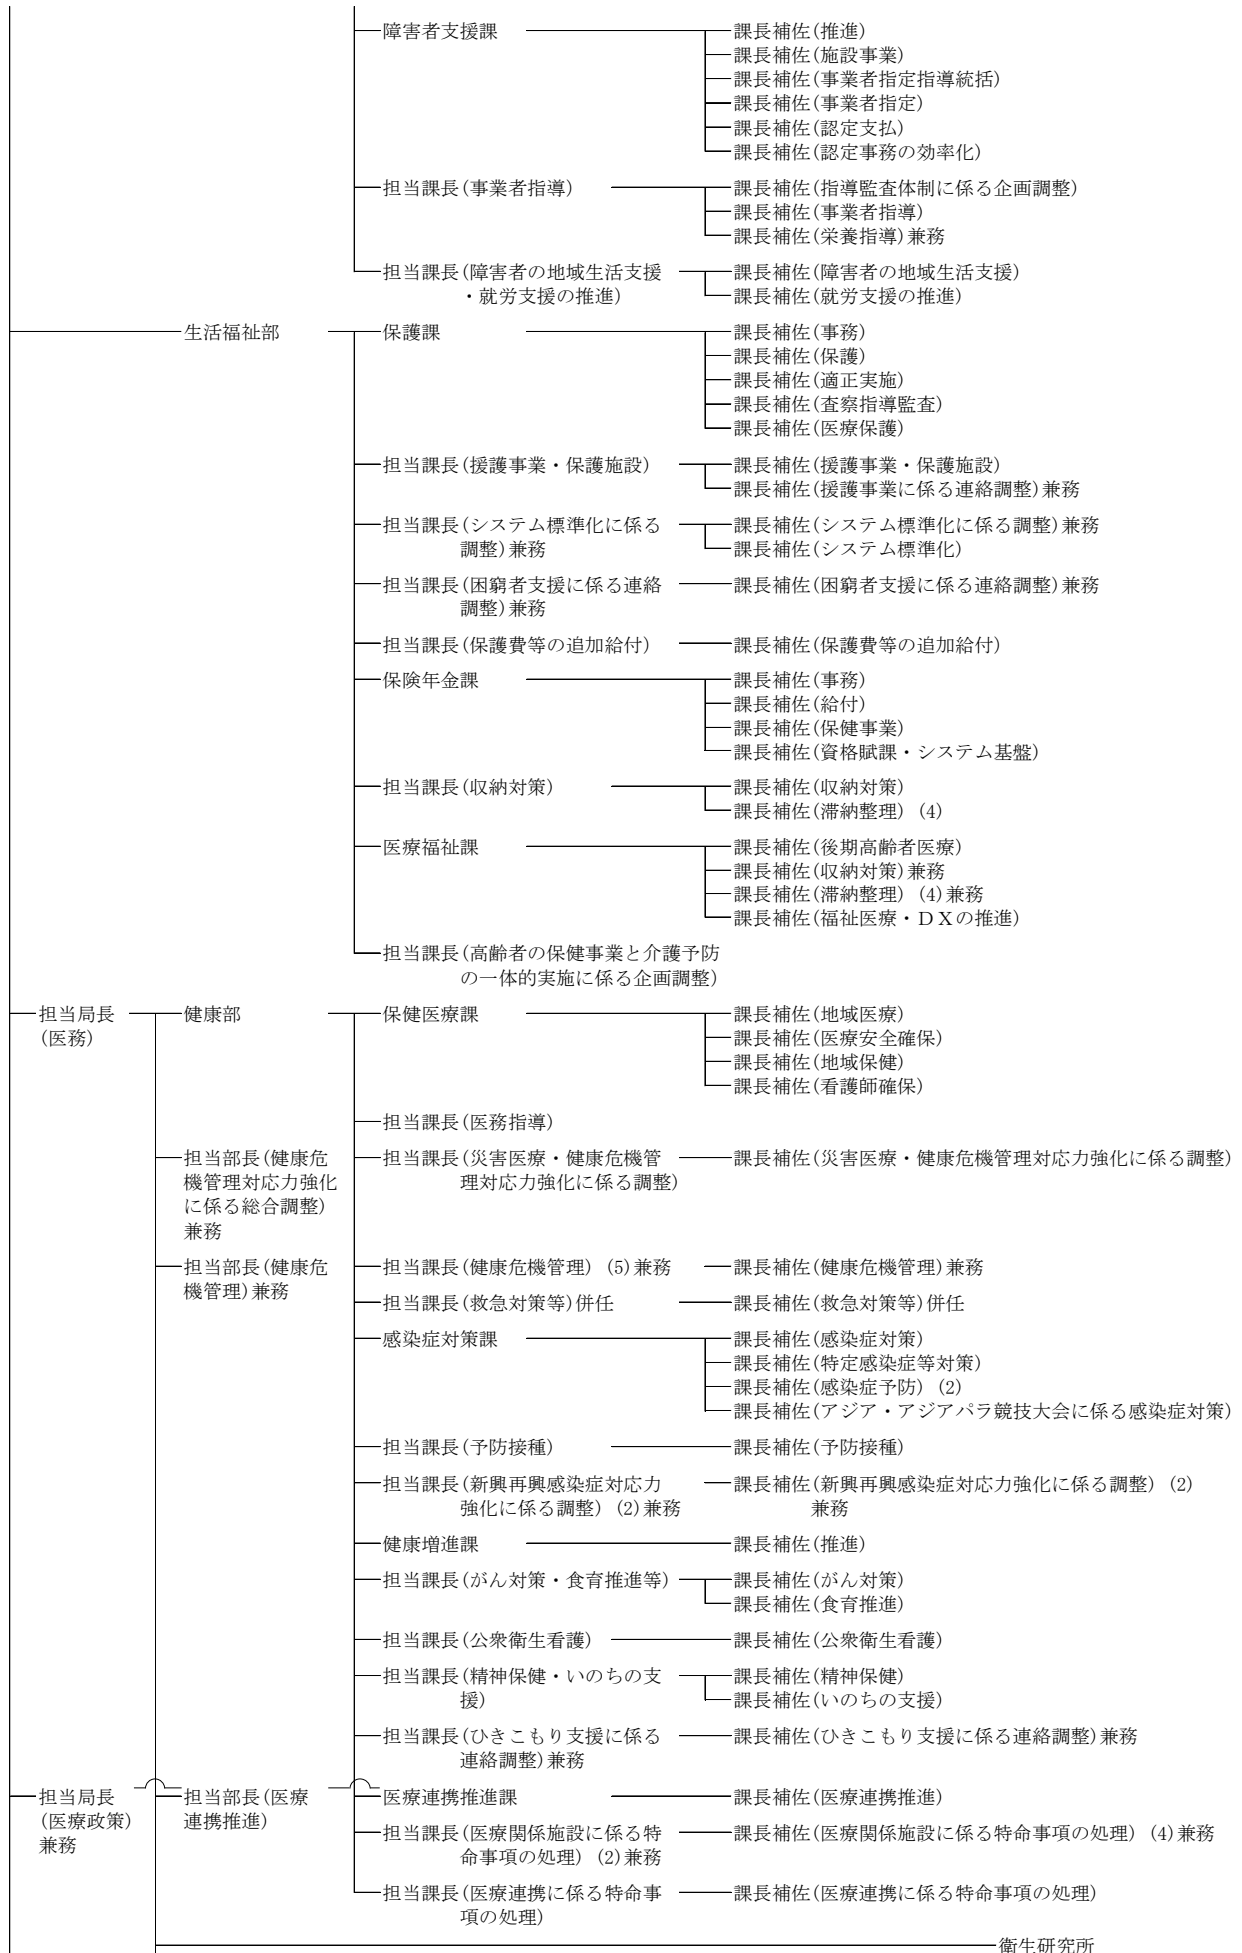 障害者支援課 課長補佐(推進)
課長補佐(施設事業)
課長補佐(事業者指定指導統括)
課長補佐(事業者指定)
課長補佐(認定支払)
課長補佐(認定事務の効率化)
担当課長(事業者指導) 課長補佐(指導監査体制に係る企画調整)
課長補佐(事業者指導)
課長補佐(栄養指導)兼務
担当課長(障害者の地域生活支援 課長補佐(障害者の地域生活支援)
・就労支援の推進) 課長補佐(就労支援の推進)
生活福祉部 保護課 課長補佐(事務)
課長補佐(保護)
課長補佐(適正実施)
課長補佐(査察指導監査)
課長補佐(医療保護)
担当課長(援護事業・保護施設) 課長補佐(援護事業・保護施設)
課長補佐(援護事業に係る連絡調整)兼務
担当課長(システム標準化に係る 課長補佐(システム標準化に係る調整)兼務
調整)兼務 課長補佐(システム標準化)
担当課長(困窮者支援に係る連絡 課長補佐(困窮者支援に係る連絡調整)兼務
調整)兼務
担当課長(保護費等の追加給付) 課長補佐(保護費等の追加給付)
保険年金課 課長補佐(事務)
課長補佐(給付)
課長補佐(保健事業)
課長補佐(資格賦課・システム基盤)
担当課長(収納対策) 課長補佐(収納対策)
課長補佐(滞納整理)(4)
医療福祉課 課長補佐(後期高齢者医療)
課長補佐(収納対策)兼務
課長補佐(滞納整理)(4)兼務
課長補佐(福祉医療・DXの推進)
担当課長(高齢者の保健事業と介護予防
の一体的実施に係る企画調整)
担当局長 健康部 保健医療課 課長補佐(地域医療)
(医務) 課長補佐(医療安全確保)
課長補佐(地域保健)
課長補佐(看護師確保)
担当課長(医務指導)
担当部長(健康危 担当課長(災害医療・健康危機管 課長補佐(災害医療・健康危機管理対応力強化に係る調整)
機管理対応力強化 理対応力強化に係る調整)
に係る総合調整)
兼務
担当部長(健康危 担当課長(健康危機管理)(5)兼務 課長補佐(健康危機管理)兼務
機管理)兼務
担当課長(救急対策等)併任 課長補佐(救急対策等)併任
感染症対策課 課長補佐(感染症対策)
課長補佐(特定感染症等対策)
課長補佐(感染症予防)(2)
課長補佐(アジア・アジアパラ競技大会に係る感染症対策)
担当課長(予防接種) 課長補佐(予防接種)
担当課長(新興再興感染症対応力 課長補佐(新興再興感染症対応力強化に係る調整)(2)
強化に係る調整)(2)兼務 兼務
健康増進課 課長補佐(推進)
担当課長(がん対策・食育推進等) 課長補佐(がん対策)
課長補佐(食育推進)
担当課長(公衆衛生看護) 課長補佐(公衆衛生看護)
担当課長(精神保健・いのちの支 課長補佐(精神保健)
援) 課長補佐(いのちの支援)
担当課長(ひきこもり支援に係る 課長補佐(ひきこもり支援に係る連絡調整)兼務
連絡調整)兼務
担当局長 担当部長(医療 医療連携推進課 課長補佐(医療連携推進)
(医療政策) 連携推進)
兼務 担当課長(医療関係施設に係る特 課長補佐(医療関係施設に係る特命事項の処理)(4)兼務
命事項の処理)(2)兼務
担当課長(医療連携に係る特命事 課長補佐(医療連携に係る特命事項の処理)
項の処理)
衛生研究所